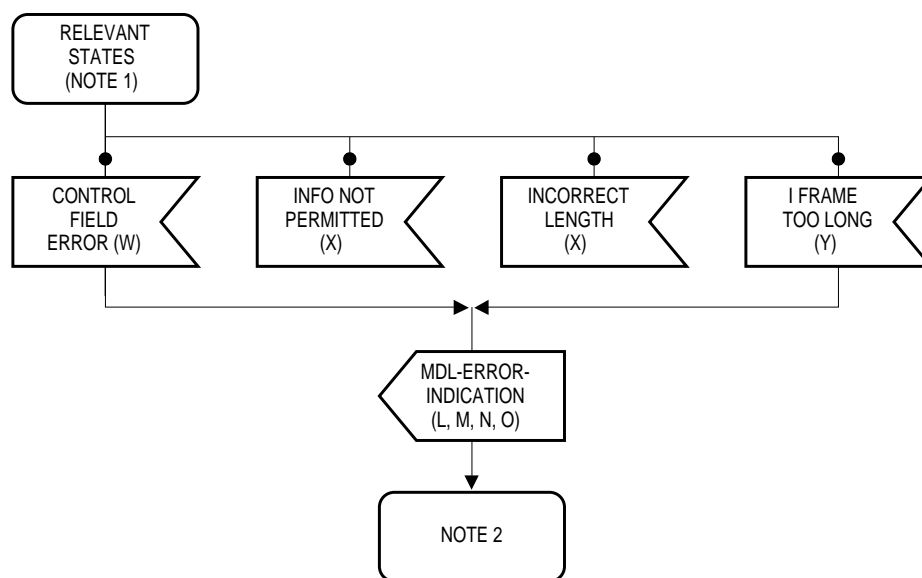 RELEVANT
STATES
(NOTE 1)
CONTROL
FIELD
ERROR (W)
INFO NOT
PERMITTED
(X)
INCORRECT
LENGTH
(X)
I FRAME
TOO LONG
(Y)
MDL-ERROR-
INDICATION
(L, M, N, O)
NOTE 2